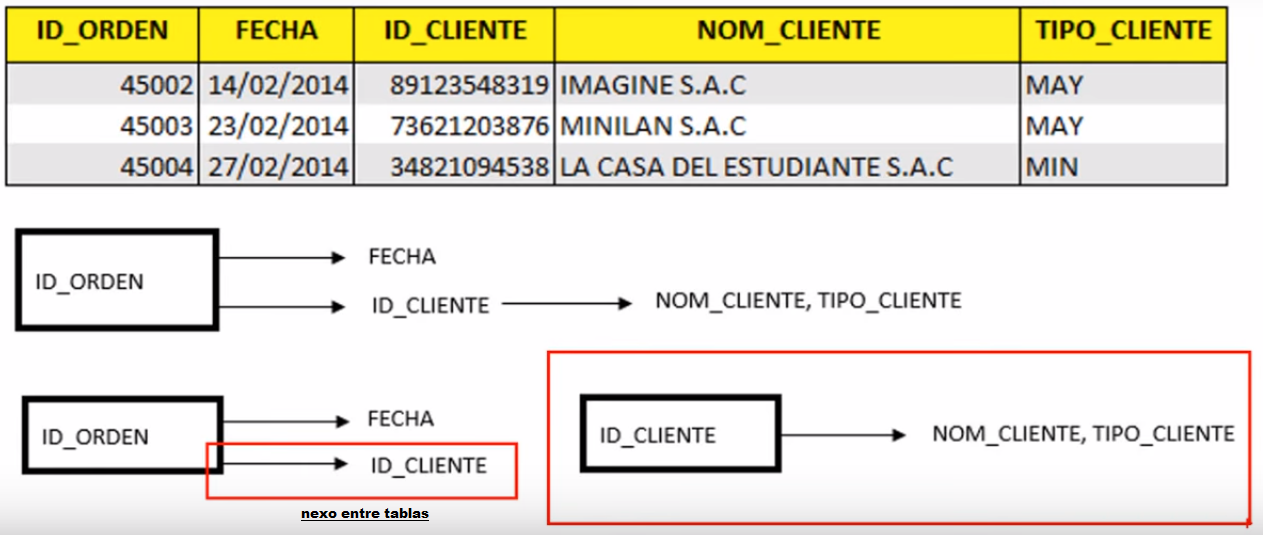 ID_ORDEN FECHA ID_CLIENTE NOM_CLIENTE TIPO_CLIENTE
45002 14/02/2014 89123548319 IMAGINE S.A.C MAY
45003 23/02/2014 73621203876 MINILAN S.A.C MAY
45004 27/02/2014 34821094538 LA CASA DEL ESTUDIANTE S.A.C MIN
FECHA
ID_ORDEN
ID_CLIENTE NOM_CLIENTE, TIPO_CLIENTE
FECHA
ID_ORDEN
ID_CLIENTE
nexo entre tablas
ID_CLIENTE NOM_CLIENTE, TIPO_CLIENTE